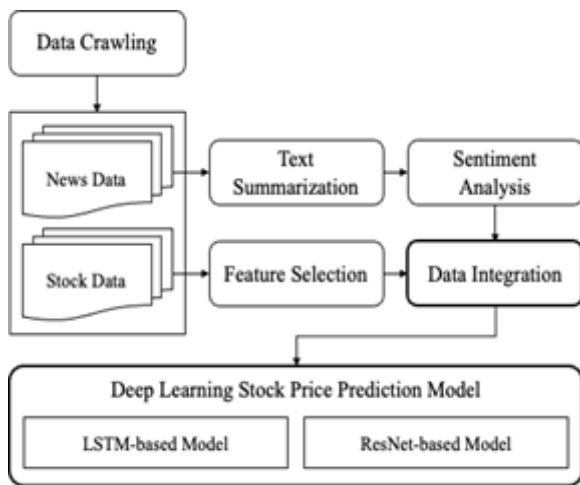 Data Crawling
News Data
Text
Summarization
Sentiment
Analysis
Stock Data
Feature Selection
Data Integration
Deep Learning Stock Price Prediction Model
LSTM-based Model
ResNet-based Model